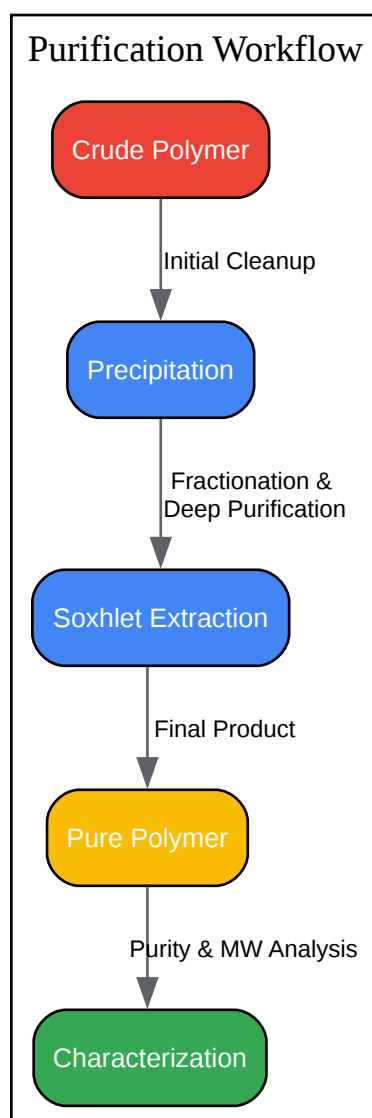 Purification Workflow
Crude Polymer
Initial Cleanup
Precipitation
Fractionation &
Deep Purification
Soxhlet Extraction
Final Product
Pure Polymer
Purity & MW Analysis
Characterization